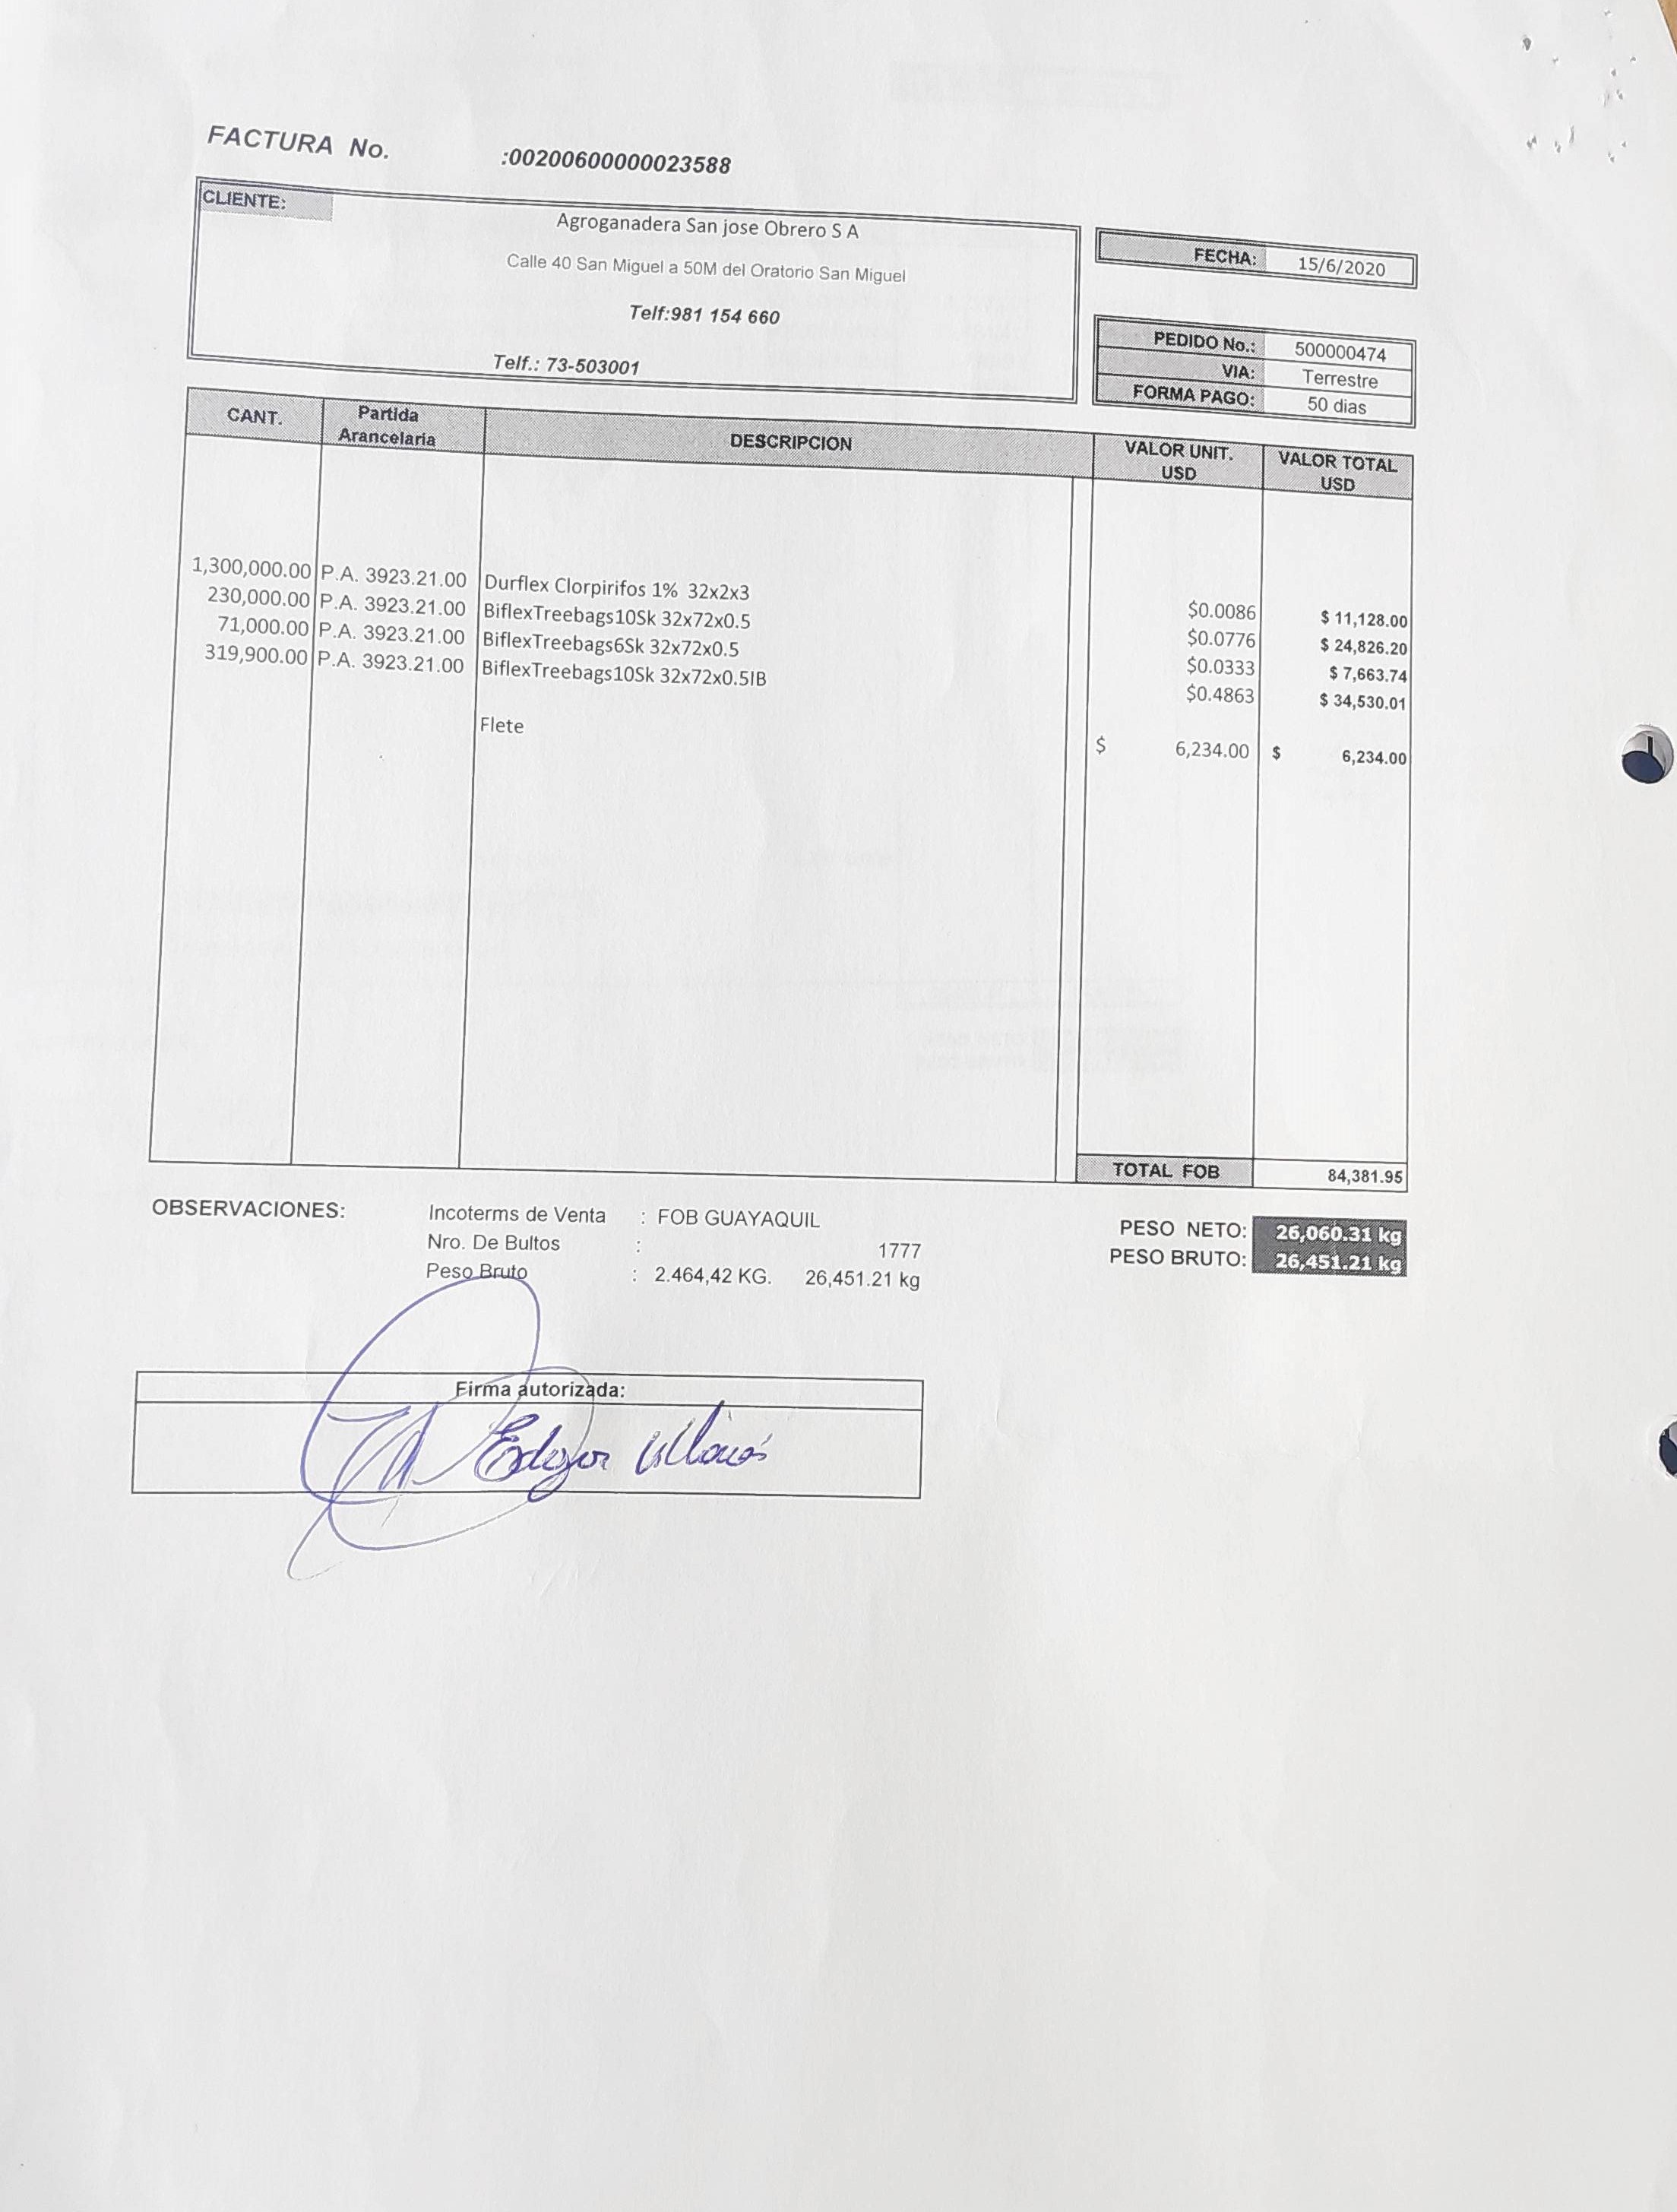 FACTURA No. :00200600000023588
CLIENTE:
Agroganadera San jose Obrero S A
Calle 40 San Miguel a 50M del Oratorio San Miguel
Telf:981 154 660
Telf.: 73-503001
FECHA: 15/6/2020
PEDIDO No.: 500000474
VIA: Terrestre
FORMA PAGO: 50 dias
CANT. Partida Arancelaria DESCRIPCION VALOR UNIT. USD VALOR TOTAL USD
1,300,000.00 P.A. 3923.21.00 Durflex Clorpirifos 1% 32x2x3 $0.0086 $ 11,128.00
230,000.00 P.A. 3923.21.00 BiflexTreebags10Sk 32x72x0.5 $0.0776 $ 24,826.20
71,000.00 P.A. 3923.21.00 BiflexTreebags6Sk 32x72x0.5 $0.0333 $ 7,663.74
319,900.00 P.A. 3923.21.00 BiflexTreebags10Sk 32x72x0.5IB $0.4863 $ 34,530.01
Flete $ 6,234.00 $ 6,234.00
TOTAL FOB 84,381.95
OBSERVACIONES: Incoterms de Venta : FOB GUAYAQUIL
Nro. De Bultos : 1777
Peso Bruto : 2.464,42 KG. 26,451.21 kg
PESO NETO: 26,060.31 kg
PESO BRUTO: 26,451.21 kg
Firma autorizada:
Edgar